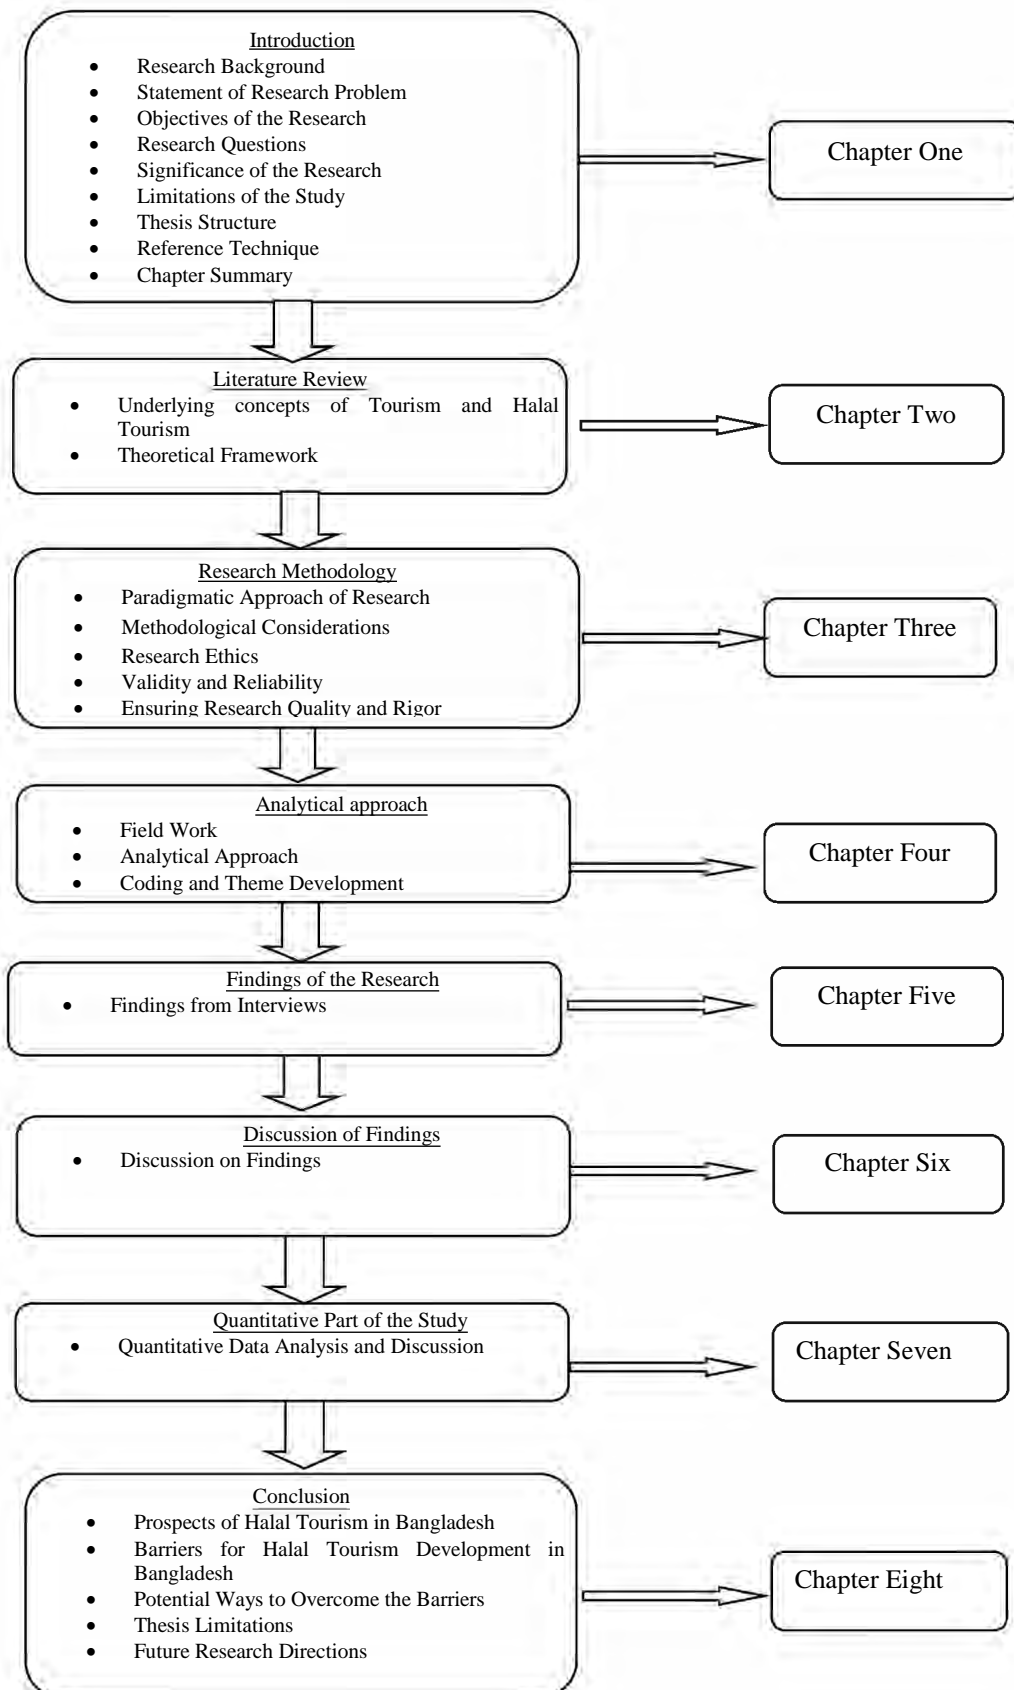 Introduction
• Research Background
• Statement of Research Problem
• Objectives of the Research
• Research Questions
• Significance of the Research
• Limitations of the Study
• Thesis Structure
• Reference Technique
• Chapter Summary
Chapter One
Literature Review
• Underlying concepts of Tourism and Halal
Tourism
• Theoretical Framework
Chapter Two
Research Methodology
• Paradigmatic Approach of Research
• Methodological Considerations
• Research Ethics
• Validity and Reliability
• Ensuring Research Quality and Rigor
Chapter Three
Analytical approach
• Field Work
• Analytical Approach
• Coding and Theme Development
Chapter Four
Findings of the Research
• Findings from Interviews
Chapter Five
Discussion of Findings
• Discussion on Findings
Chapter Six
Quantitative Part of the Study
• Quantitative Data Analysis and Discussion
Chapter Seven
Conclusion
• Prospects of Halal Tourism in Bangladesh
• Barriers for Halal Tourism Development in
Bangladesh
• Potential Ways to Overcome the Barriers
• Thesis Limitations
• Future Research Directions
Chapter Eight